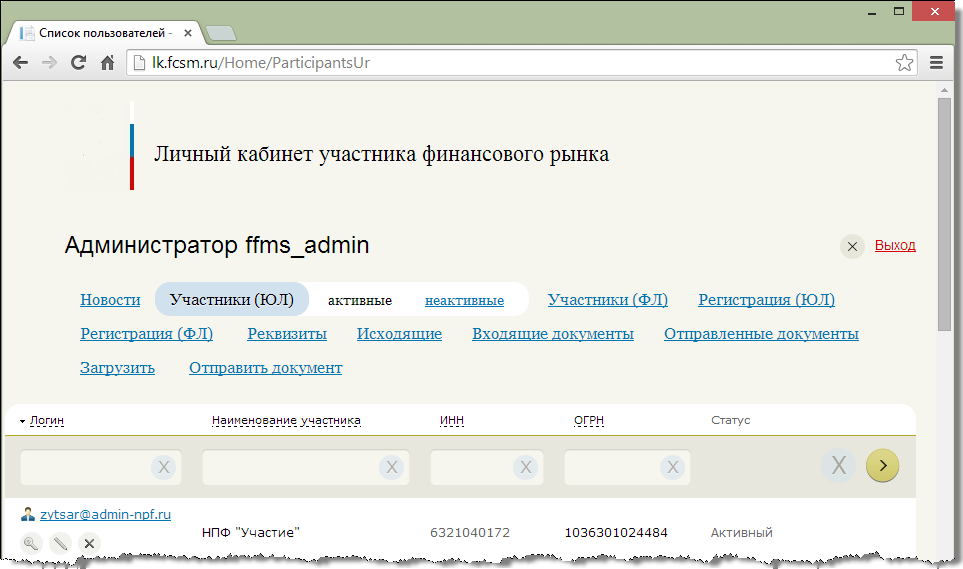 Список пользователей -
lk.fcsm.ru/Home/ParticipantsUr
Личный кабинет участника финансового рынка
Администратор ffms_admin
Выход
Новости Участники (ЮЛ) активные неактивные Участники (ФЛ) Регистрация (ЮЛ)
Регистрация (ФЛ) Реквизиты Исходящие Входящие документы Отправленные документы
Загрузить Отправить документ
Логин Наименование участника ИНН ОГРН Статус
X X X X X
zytsar@admin-npf.ru
НПФ "Участие" 6321040172 1036301024484 Активный